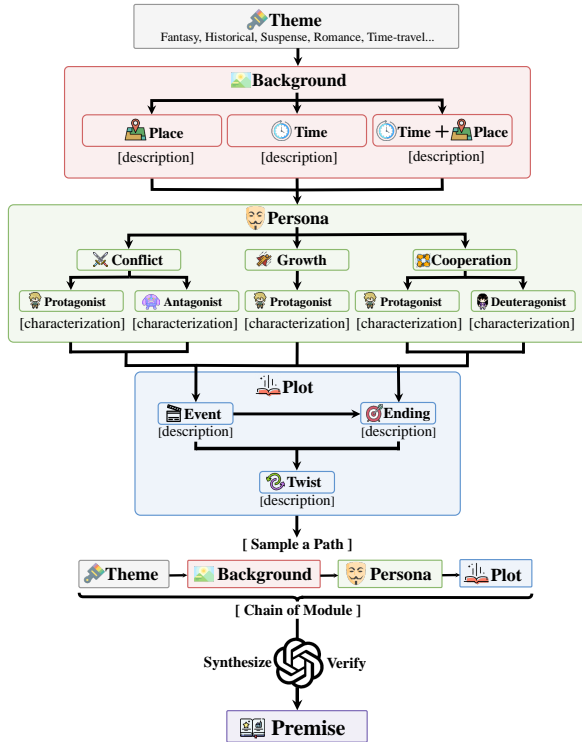 Theme
Fantasy, Historical, Suspense, Romance, Time-travel...
Background
Place
Time
Time + Place
[description]
[description]
[description]
Persona
Conflict
Growth
Cooperation
Protagonist
Antagonist
Protagonist
Protagonist
Deuteragonist
[characterization]
[characterization]
[characterization]
[characterization]
[characterization]
Plot
Event
Ending
[description]
[description]
Twist
[description]
[ Sample a Path ]
Theme
Background
Persona
Plot
[ Chain of Module ]
Synthesize
Verify
Premise